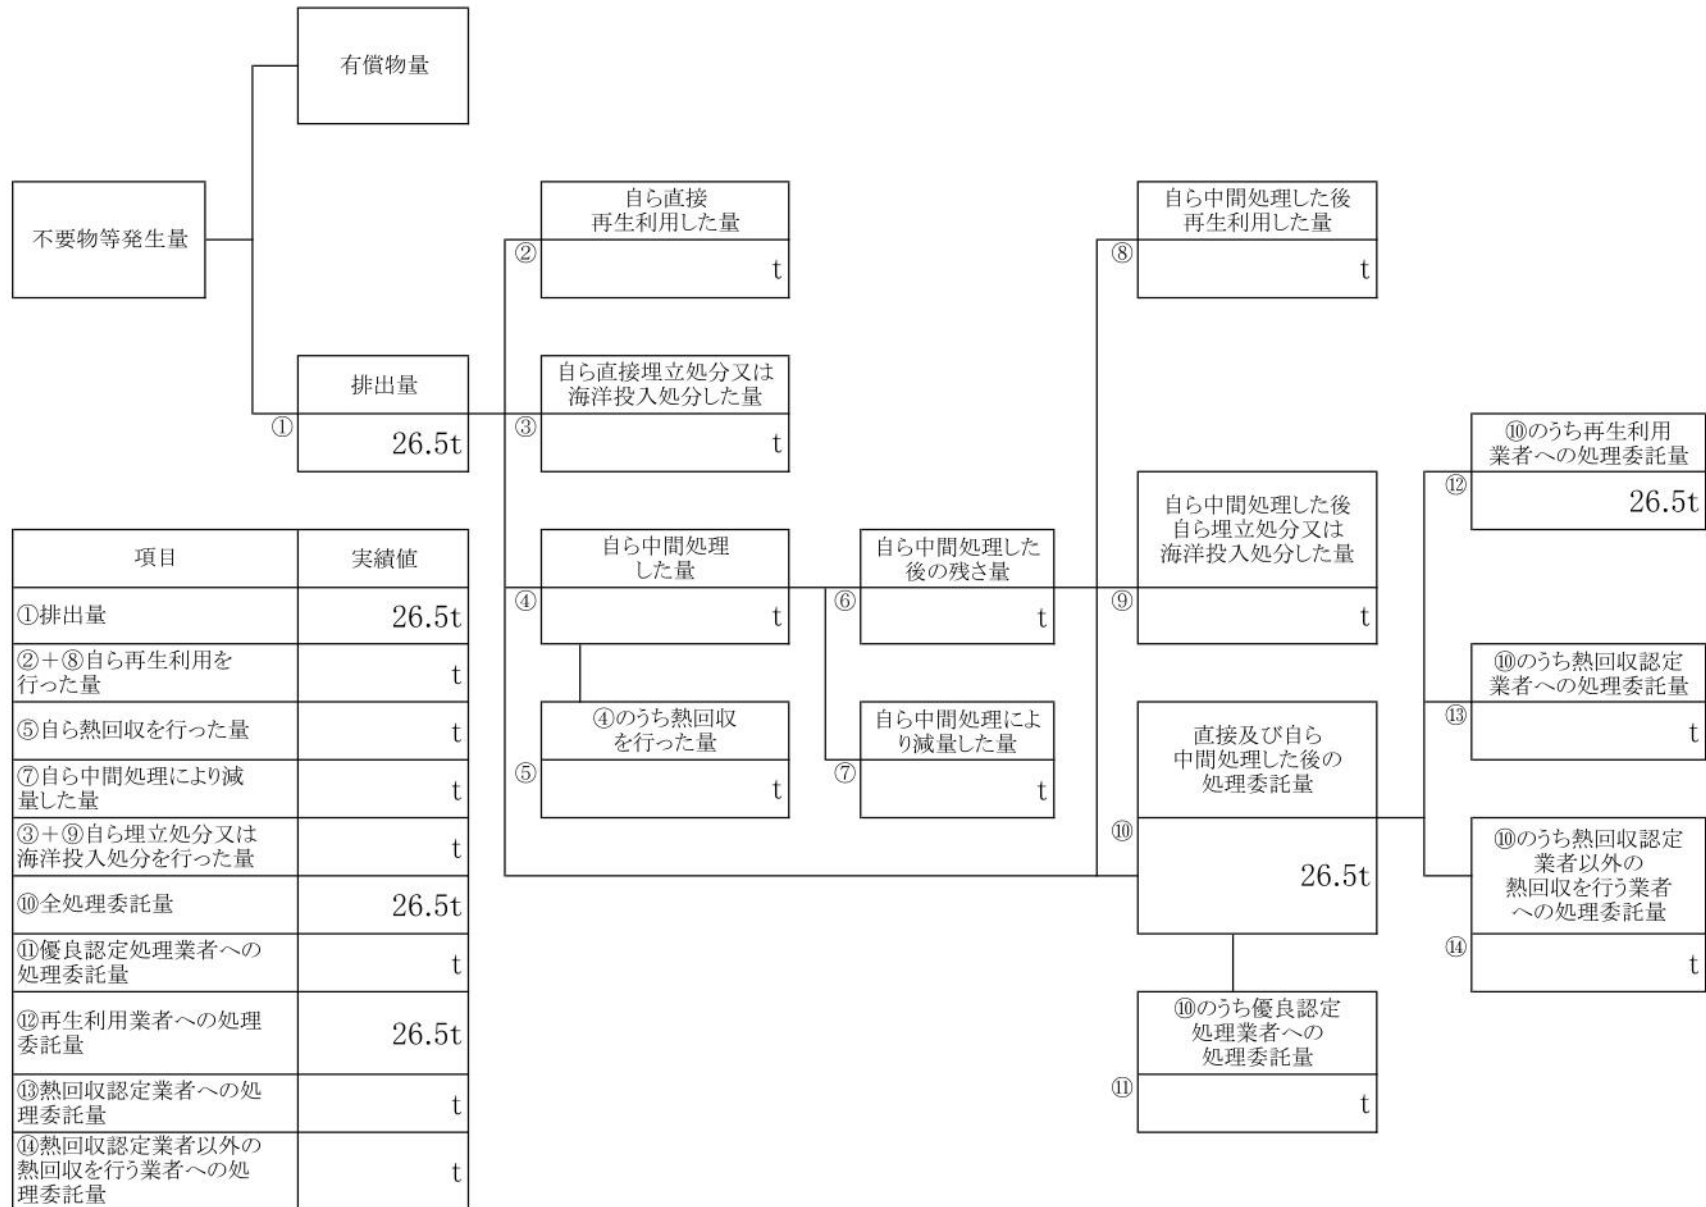 有償物量
不要物等発生量
自ら直接
再生利用した量
②
t
自ら中間処理した後
再生利用した量
⑧
t
排出量
①
26.5t
自ら直接埋立処分又は
海洋投入処分した量
③
t
⑩のうち再生利用
業者への処理委託量
⑫
26.5t
自ら中間処理
した量
④
t
自ら中間処理した
後の残さ量
⑥
t
自ら中間処理した後
自ら埋立処分又は
海洋投入処分した量
⑨
t
⑩のうち熱回収認定
業者への処理委託量
⑬
t
④のうち熱回収
を行った量
⑤
t
自ら中間処理によ
り減量した量
⑦
t
直接及び自ら
中間処理した後の
処理委託量
⑩
26.5t
⑩のうち熱回収認定
業者以外の
熱回収を行う業者
への処理委託量
⑭
t
⑩のうち優良認定
処理業者への
処理委託量
⑪
t
項目 実績値
①排出量 26.5t
②+⑧自ら再生利用を
行った量 t
⑤自ら熱回収を行った量 t
⑦自ら中間処理により減
量した量 t
③+⑨自ら埋立処分又は
海洋投入処分を行った量 t
⑩全処理委託量 26.5t
⑪優良認定処理業者への
処理委託量 t
⑫再生利用業者への処理
委託量 26.5t
⑬熱回収認定業者への処
理委託量 t
⑭熱回収認定業者以外の
熱回収を行う業者への処
理委託量 t